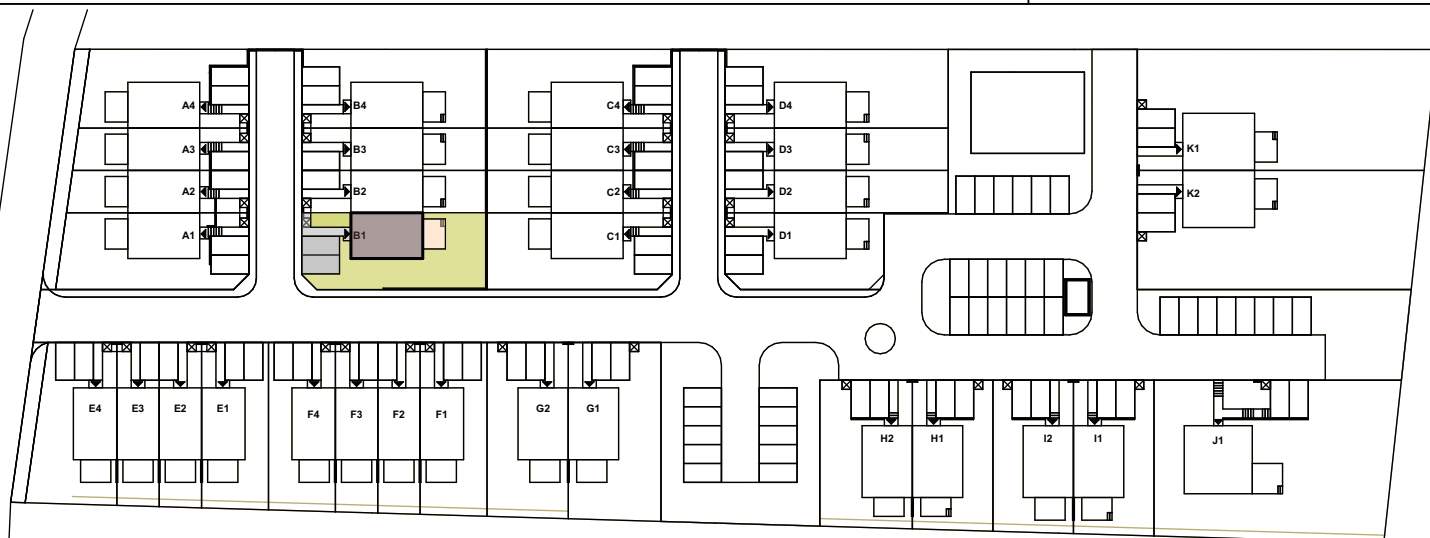 A4 B4 C4 D4
A3 B3 C3 D3 K1
A2 B2 C2 D2 K2
A1 B1 C1 D1
E4 E3 E2 E1 F4 F3 F2 F1 G2 G1
H2 H1 I2 I1 J1